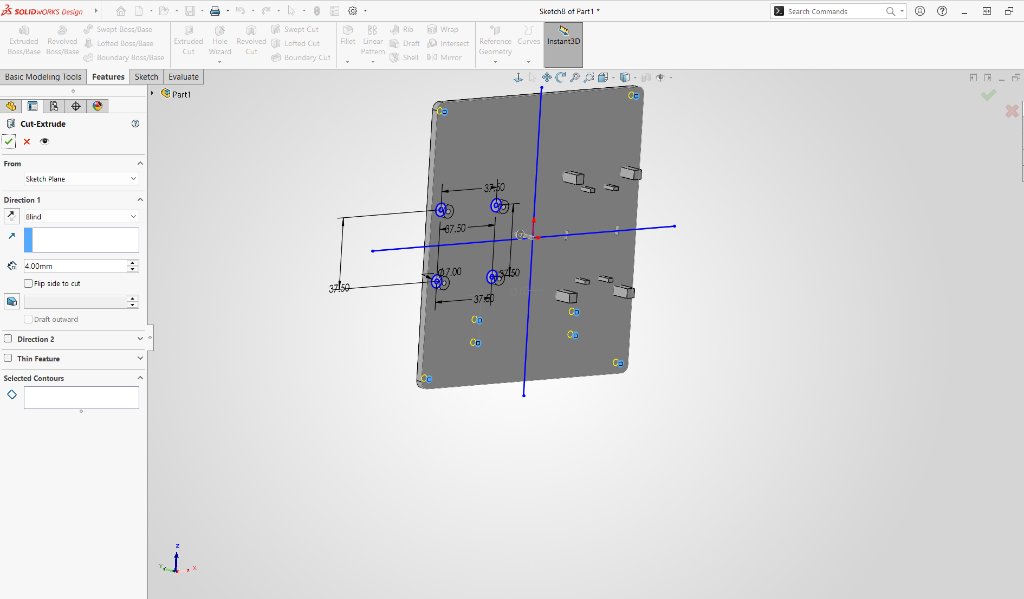 SOLIDWORKS Design
Sketch8 of Part1 *
Search Commands
Extruded Boss/Base
Revolved Boss/Base
Swept Boss/Base
Lofted Boss/Base
Boundary Boss/Base
Extruded Cut
Hole Wizard
Revolved Cut
Swept Cut
Lofted Cut
Boundary Cut
Fillet
Linear Pattern
Rib
Draft
Shell
Wrap
Intersect
Mirror
Reference Geometry
Curves
Instant3D
Basic Modeling Tools
Features
Sketch
Evaluate
Part1
Cut-Extrude
From
Sketch Plane
Direction 1
Blind
4.00mm
Flip side to cut
Draft outward
Direction 2
Thin Feature
Selected Contours
37.50
37.50
7.00
37.50
37.50
z
x